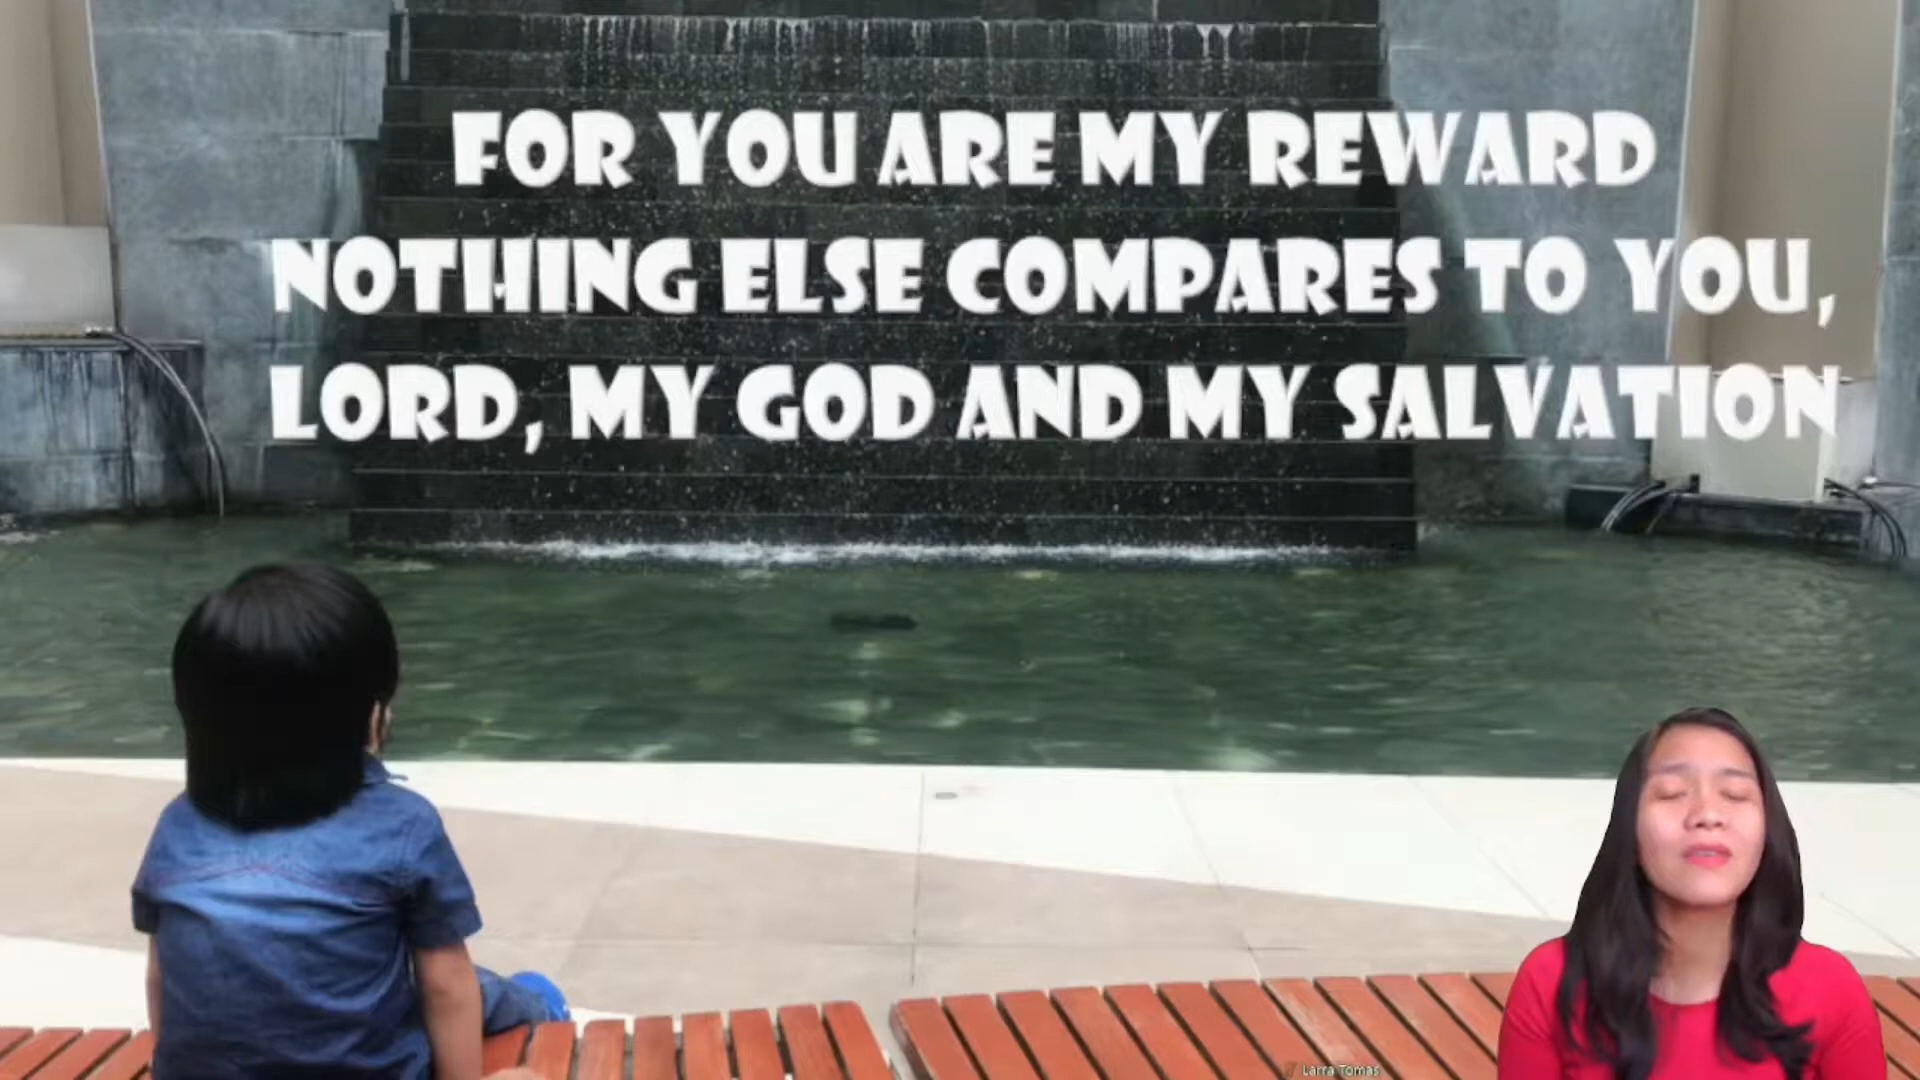 FOR YOU ARE MY REWARD
NOTHING ELSE COMPARES TO YOU,
LORD, MY GOD AND MY SALVATION
Larra Tomas